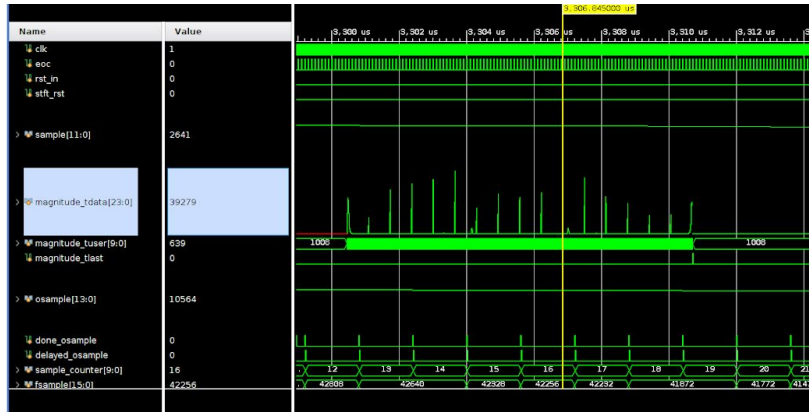 3,306.845000 us
Name Value 3,300 us 3,302 us 3,304 us 3,306 us 3,308 us 3,310 us 3,312 us
clk 1
eoc 0
rst_in 0
stft_rst 0
sample[11:0] 2641
magnitude_tdata[23:0] 39279
magnitude_tuser[9:0] 639 1008 1008
magnitude_tlast 0
osample[13:0] 10564
done_osample 0
delayed_osample 0
sample_counter[9:0] 16 12 13 14 15 16 17 18 19 20 21
fsample[15:0] 42256 42808 42640 42328 42256 42232 41872 41772